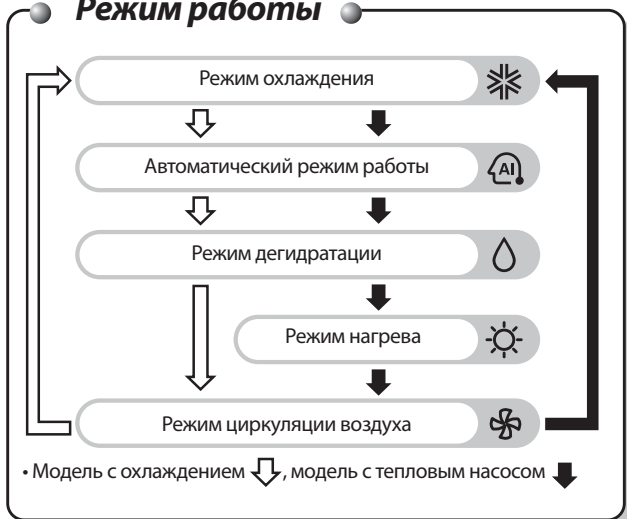 Режим работы
Режим охлаждения
Автоматический режим работы
AI
Режим дегидратации
Режим нагрева
Режим циркуляции воздуха
• Модель с охлаждением , модель с тепловым насосом